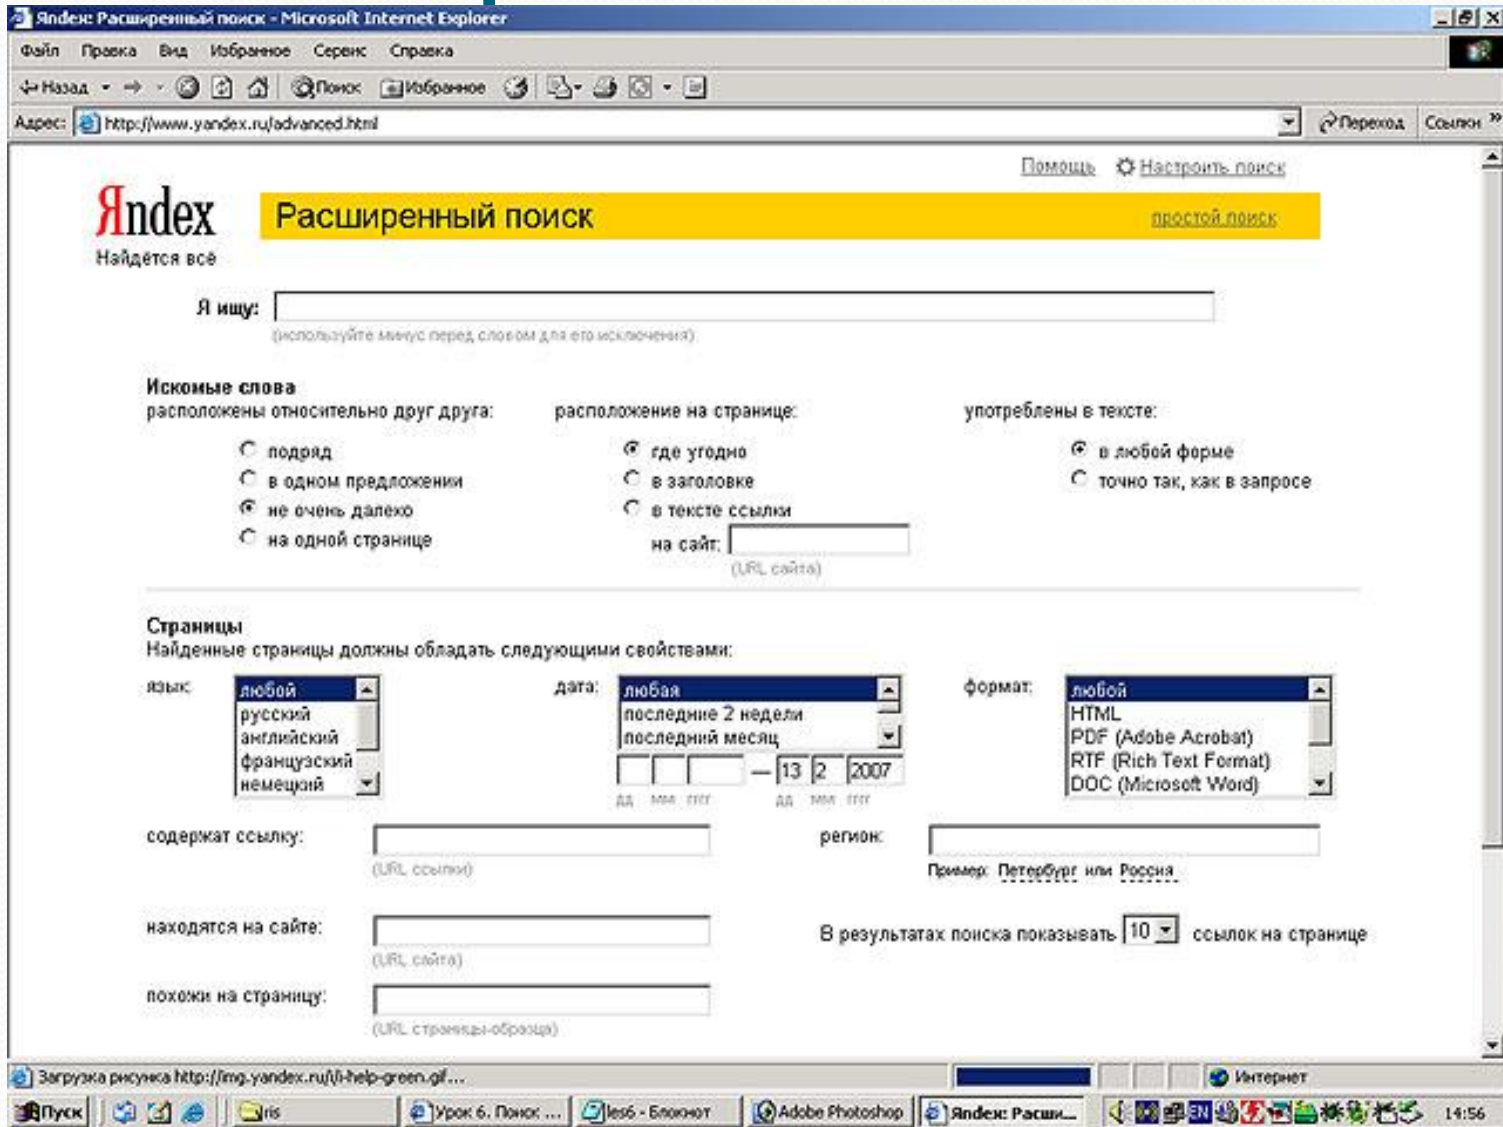 Яndex: Расширенный поиск - Microsoft Internet Explorer
Файл Правка Вид Избранное Сервис Справка
Назад Поиск Избранное
Адрес: http://www.yandex.ru/advanced.html Переход Ссылки »
Помощь Настроить поиск
Яndex Расширенный поиск простой поиск
Найдётся всё
Я ищу:
(используйте минус перед словом для его исключения)
Искомые слова
расположены относительно друг друга: расположение на странице: употреблены в тексте:
подряд где угодно в любой форме
в одном предложении в заголовке точно так, как в запросе
не очень далеко в тексте ссылки
на одной странице на сайт:
(URL сайта)
Страницы
Найденные страницы должны обладать следующими свойствами:
язык: любой дата: любая формат: любой
русский последние 2 недели HTML
английский последний месяц PDF (Adobe Acrobat)
французский — 13 2 2007 RTF (Rich Text Format)
немецкий DOC (Microsoft Word)
дд мм гггг дд мм гггг
содержат ссылку: регион:
(URL ссылки) Пример: Петербург или Россия
находятся на сайте: В результатах поиска показывать 10 ссылок на странице
(URL сайта)
похожи на страницу:
(URL страницы-образца)
Загрузка рисунка http://img.yandex.ru/i/i-help-green.gif... Интернет
Пуск Iris Урок 6. Поиск ... les6 - Блокнот Adobe Photoshop Яndex: Расши... EN 14:56